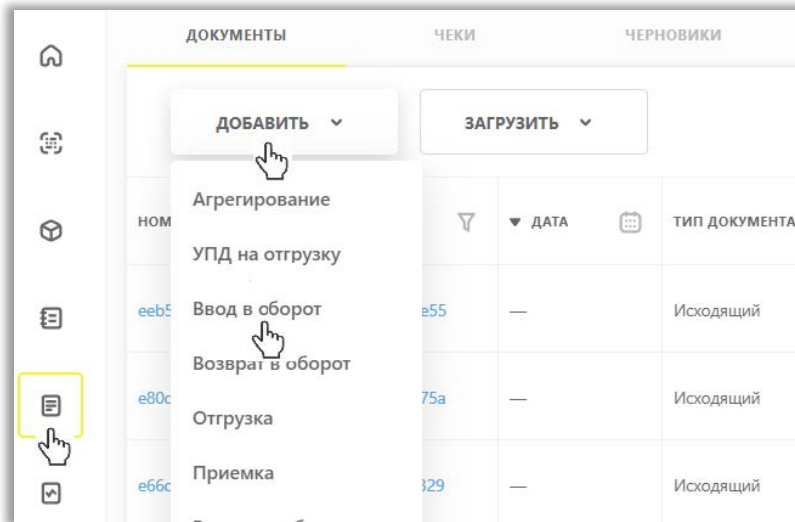 ДОКУМЕНТЫ ЧЕКИ ЧЕРНОВИКИ
ДОБАВИТЬ ЗАГРУЗИТЬ
Агрегирование
НОМ ДАТА ТИП ДОКУМЕНТА
УПД на отгрузку
eeb5 e55 — Исходящий
Ввод в оборот
Возврат в оборот
e80c 75a — Исходящий
Отгрузка
Приемка
e66c 329 — Исходящий